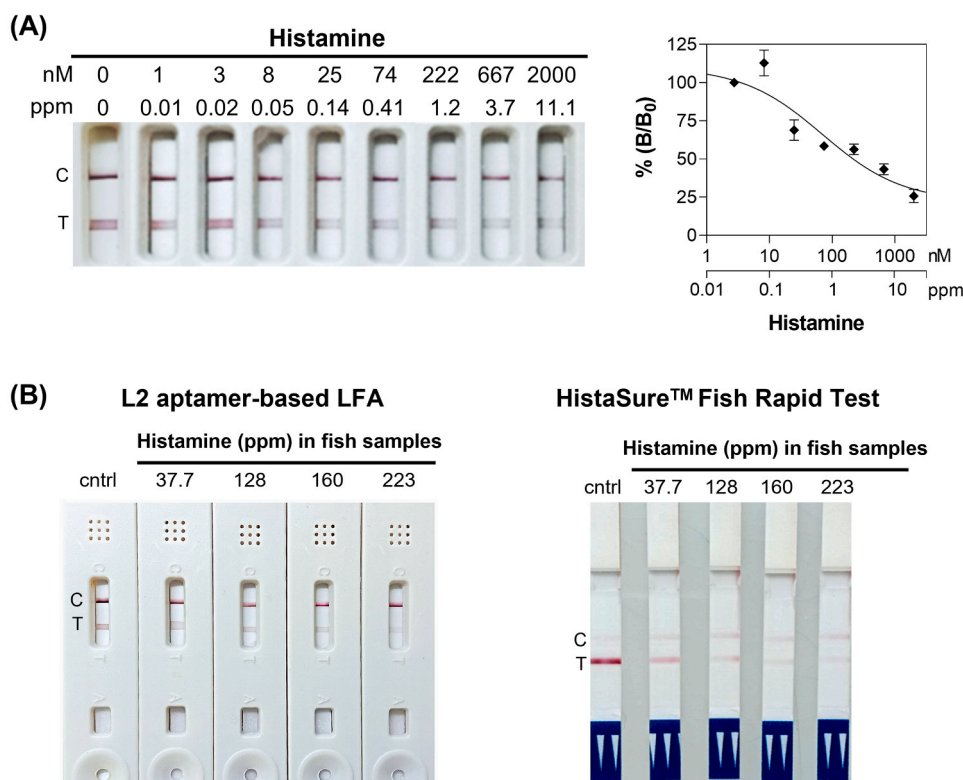 (A)
Histamine
nM 0 1 3 8 25 74 222 667 2000
ppm 0 0.01 0.02 0.05 0.14 0.41 1.2 3.7 11.1
C
T
125
100
75
50
25
0
% (B/B0)
1 10 100 1000 nM
0.01 0.1 1 10 ppm
Histamine
(B)
L2 aptamer-based LFA
Histamine (ppm) in fish samples
cntrl 37.7 128 160 223
C
T
C C C C C
T T T T T
A A A A A
HistaSure™ Fish Rapid Test
Histamine (ppm) in fish samples
cntrl 37.7 128 160 223
C
T